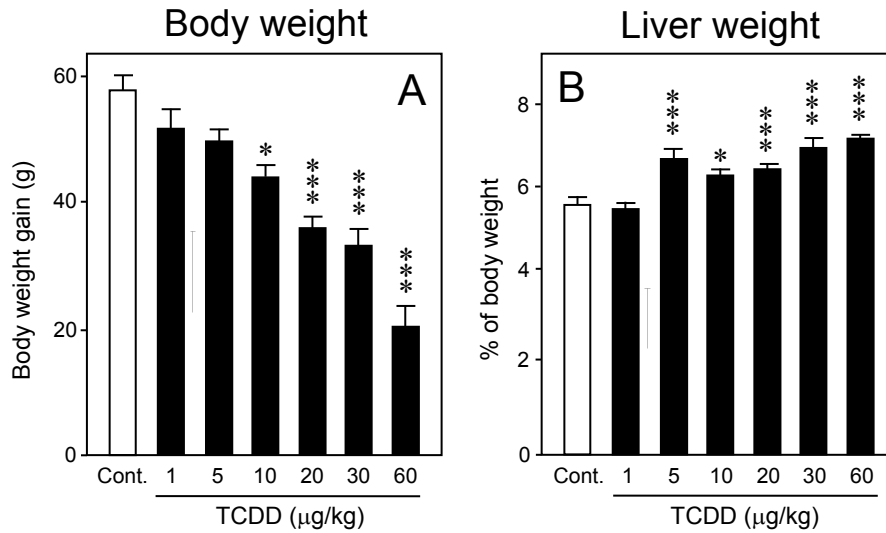 Body weight
A
Body weight gain (g)
60
40
20
0
*
***
***
***
Cont. 1 5 10 20 30 60
TCDD (μg/kg)
Liver weight
B
% of body weight
8
6
4
2
0
***
*
***
***
***
Cont. 1 5 10 20 30 60
TCDD (μg/kg)